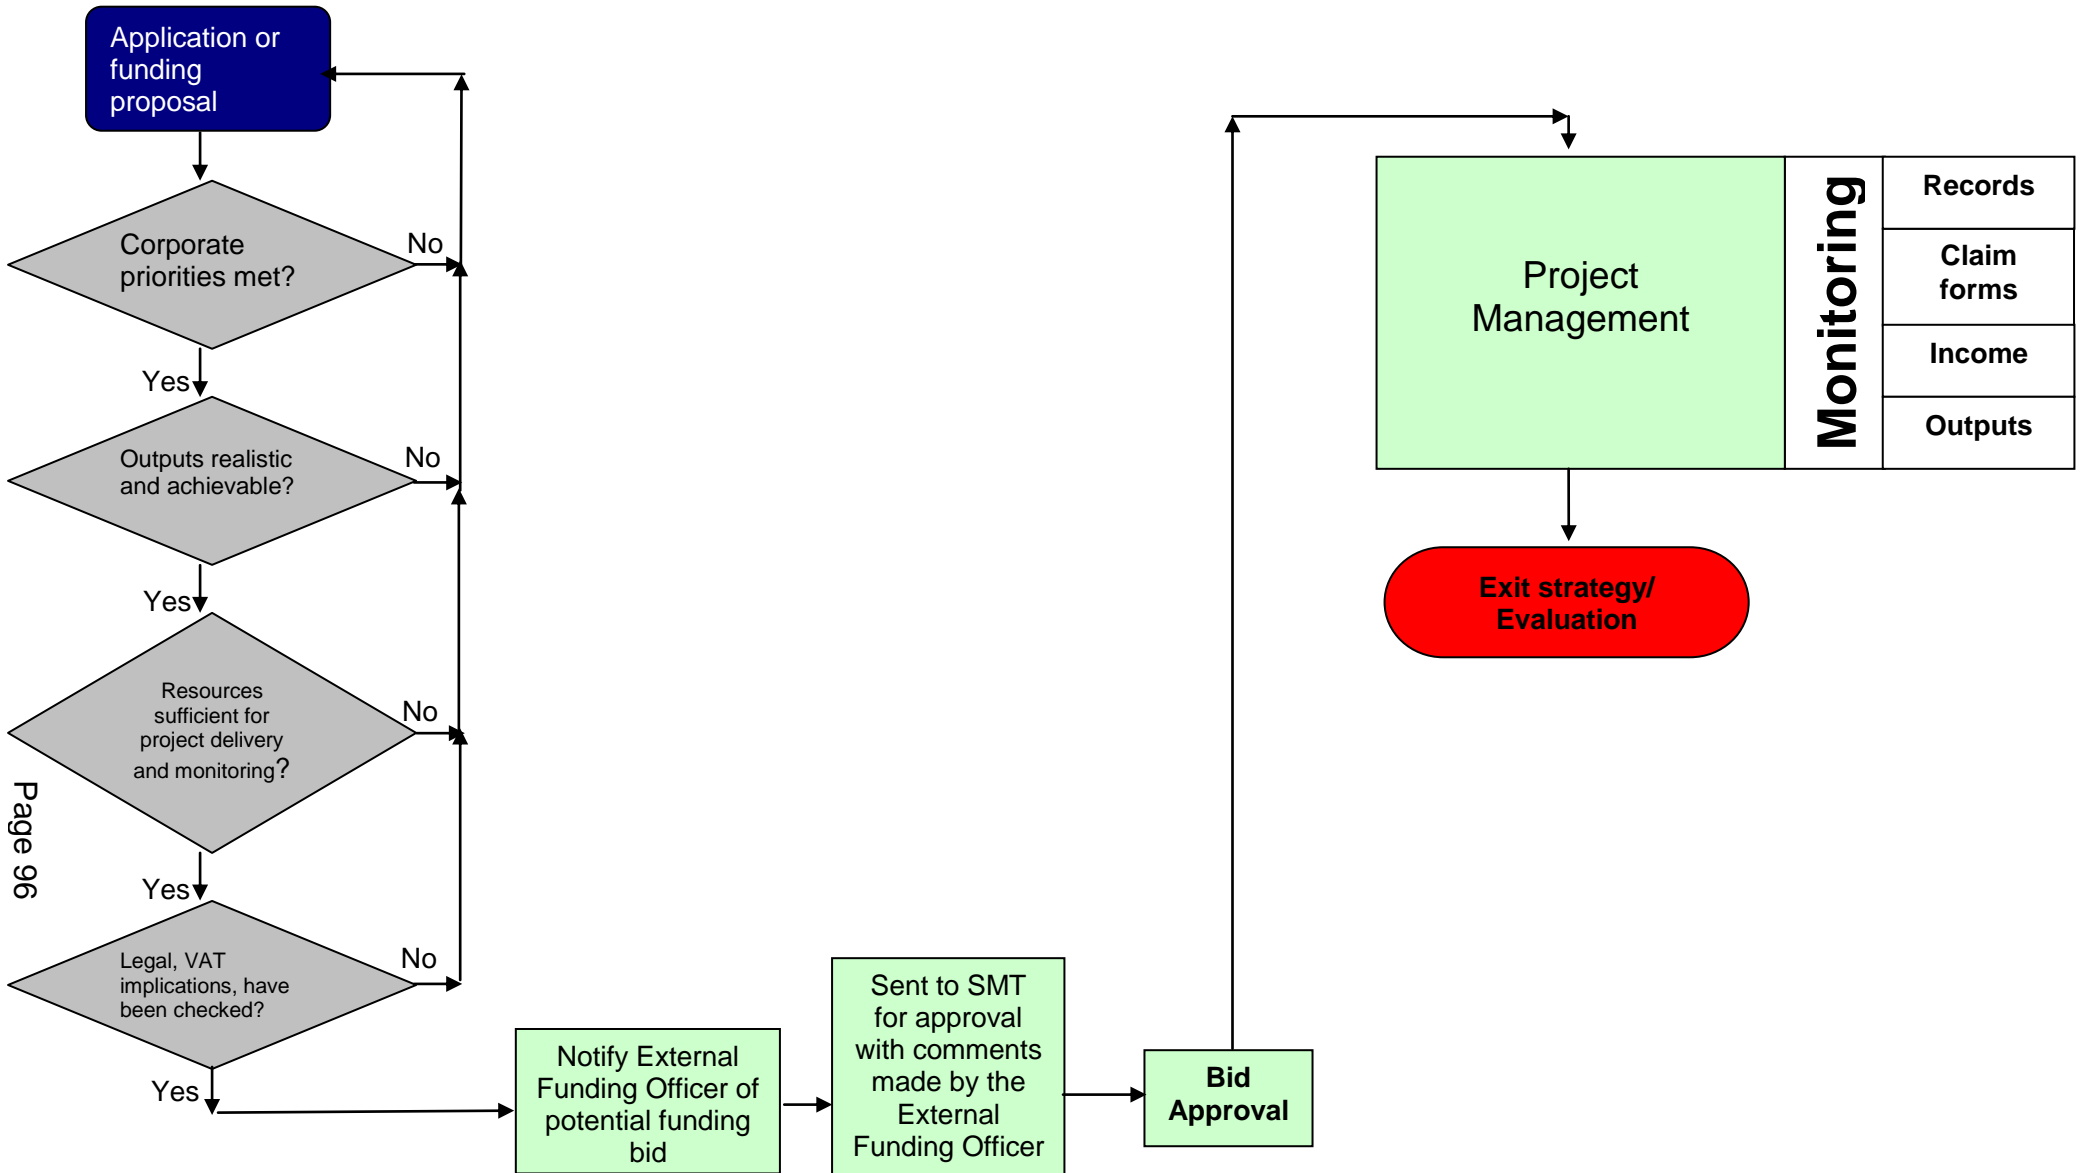 Application or
funding
proposal
Corporate
priorities met?
No
Yes
Outputs realistic
and achievable?
No
Yes
Resources
sufficient for
project delivery
and monitoring?
No
Yes
Legal, VAT
implications, have
been checked?
No
Yes
Page 96
Notify External
Funding Officer of
potential funding
bid
Sent to SMT
for approval
with comments
made by the
External
Funding Officer
Bid
Approval
Project
Management
Monitoring
Records
Claim
forms
Income
Outputs
Exit strategy/
Evaluation